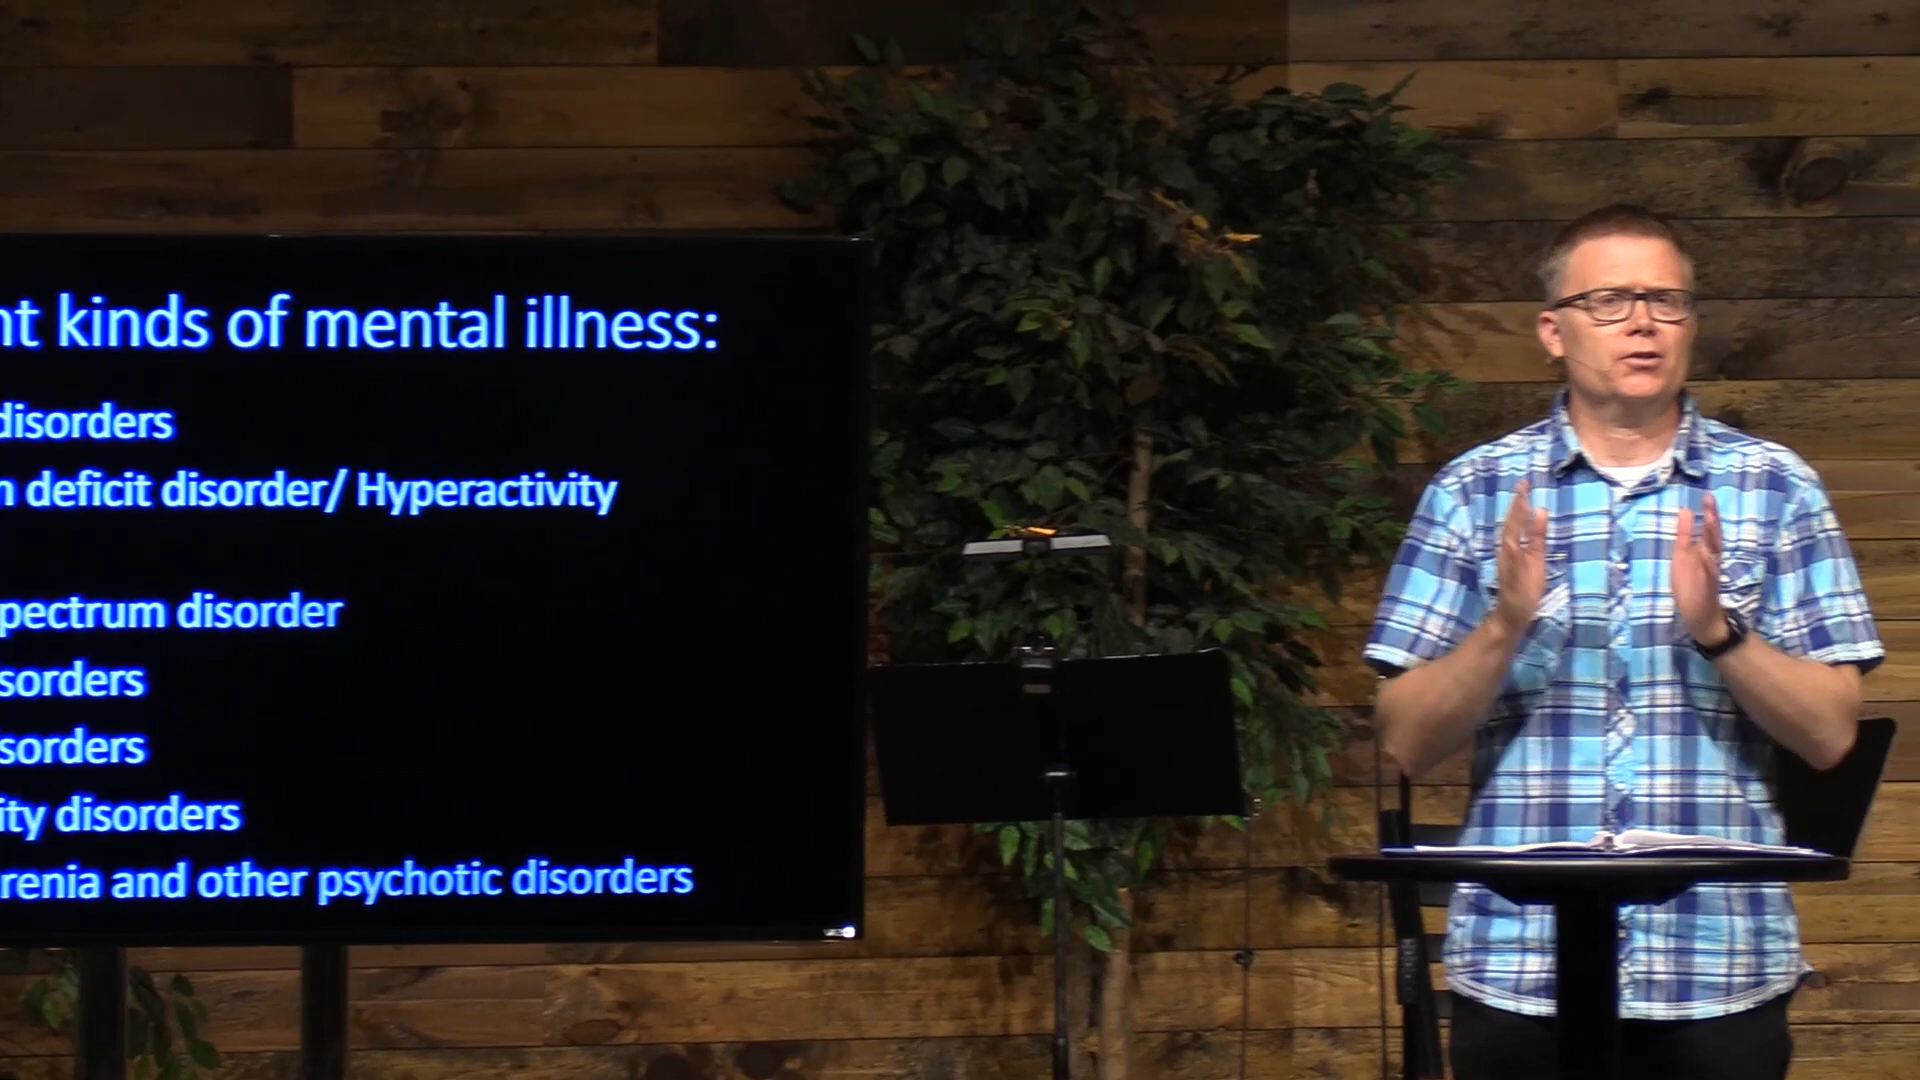 nt kinds of mental illness:
disorders
n deficit disorder/ Hyperactivity
pectrum disorder
sorders
sorders
ity disorders
renia and other psychotic disorders